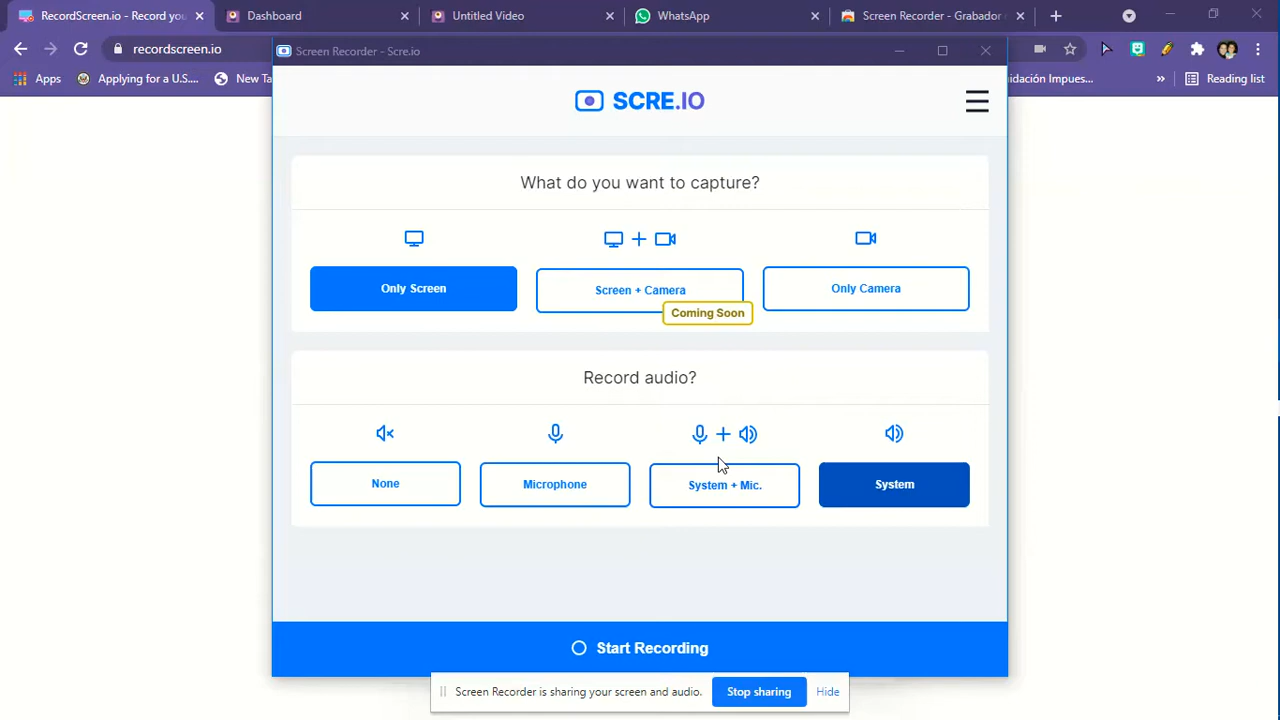 RecordScreen.io - Record you
Dashboard
Untitled Video
WhatsApp
Screen Recorder - Grabador
recordscreen.io
Apps
Applying for a U.S....
New Ta
idación Impues...
»
Reading list
Screen Recorder - Scre.io
SCRE.IO
What do you want to capture?
Only Screen
Screen + Camera
Only Camera
Coming Soon
Record audio?
None
Microphone
System + Mic.
System
Start Recording
Screen Recorder is sharing your screen and audio.
Stop sharing
Hide